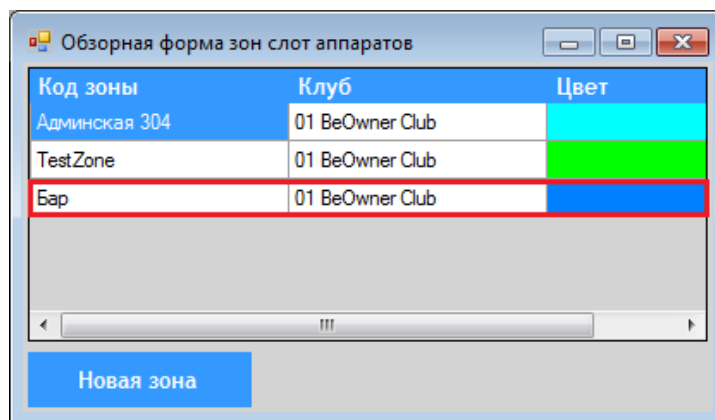 Обзорная форма зон слот аппаратов
Код зоны Клуб Цвет
Админская 304 01 BeOwner Club
TestZone 01 BeOwner Club
Бар 01 BeOwner Club
Новая зона